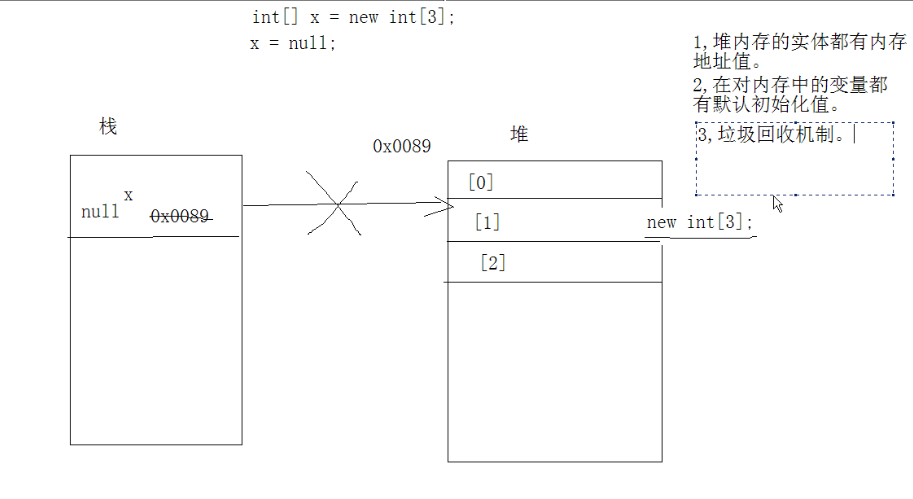 int[] x = new int[3];
x = null;
1,堆内存的实体都有内存
地址值。
2,在对内存中的变量都
有默认初始化值。
3,垃圾回收机制。
栈
堆
0x0089
x
null
0x0089
[0]
[1]
new int[3];
[2]